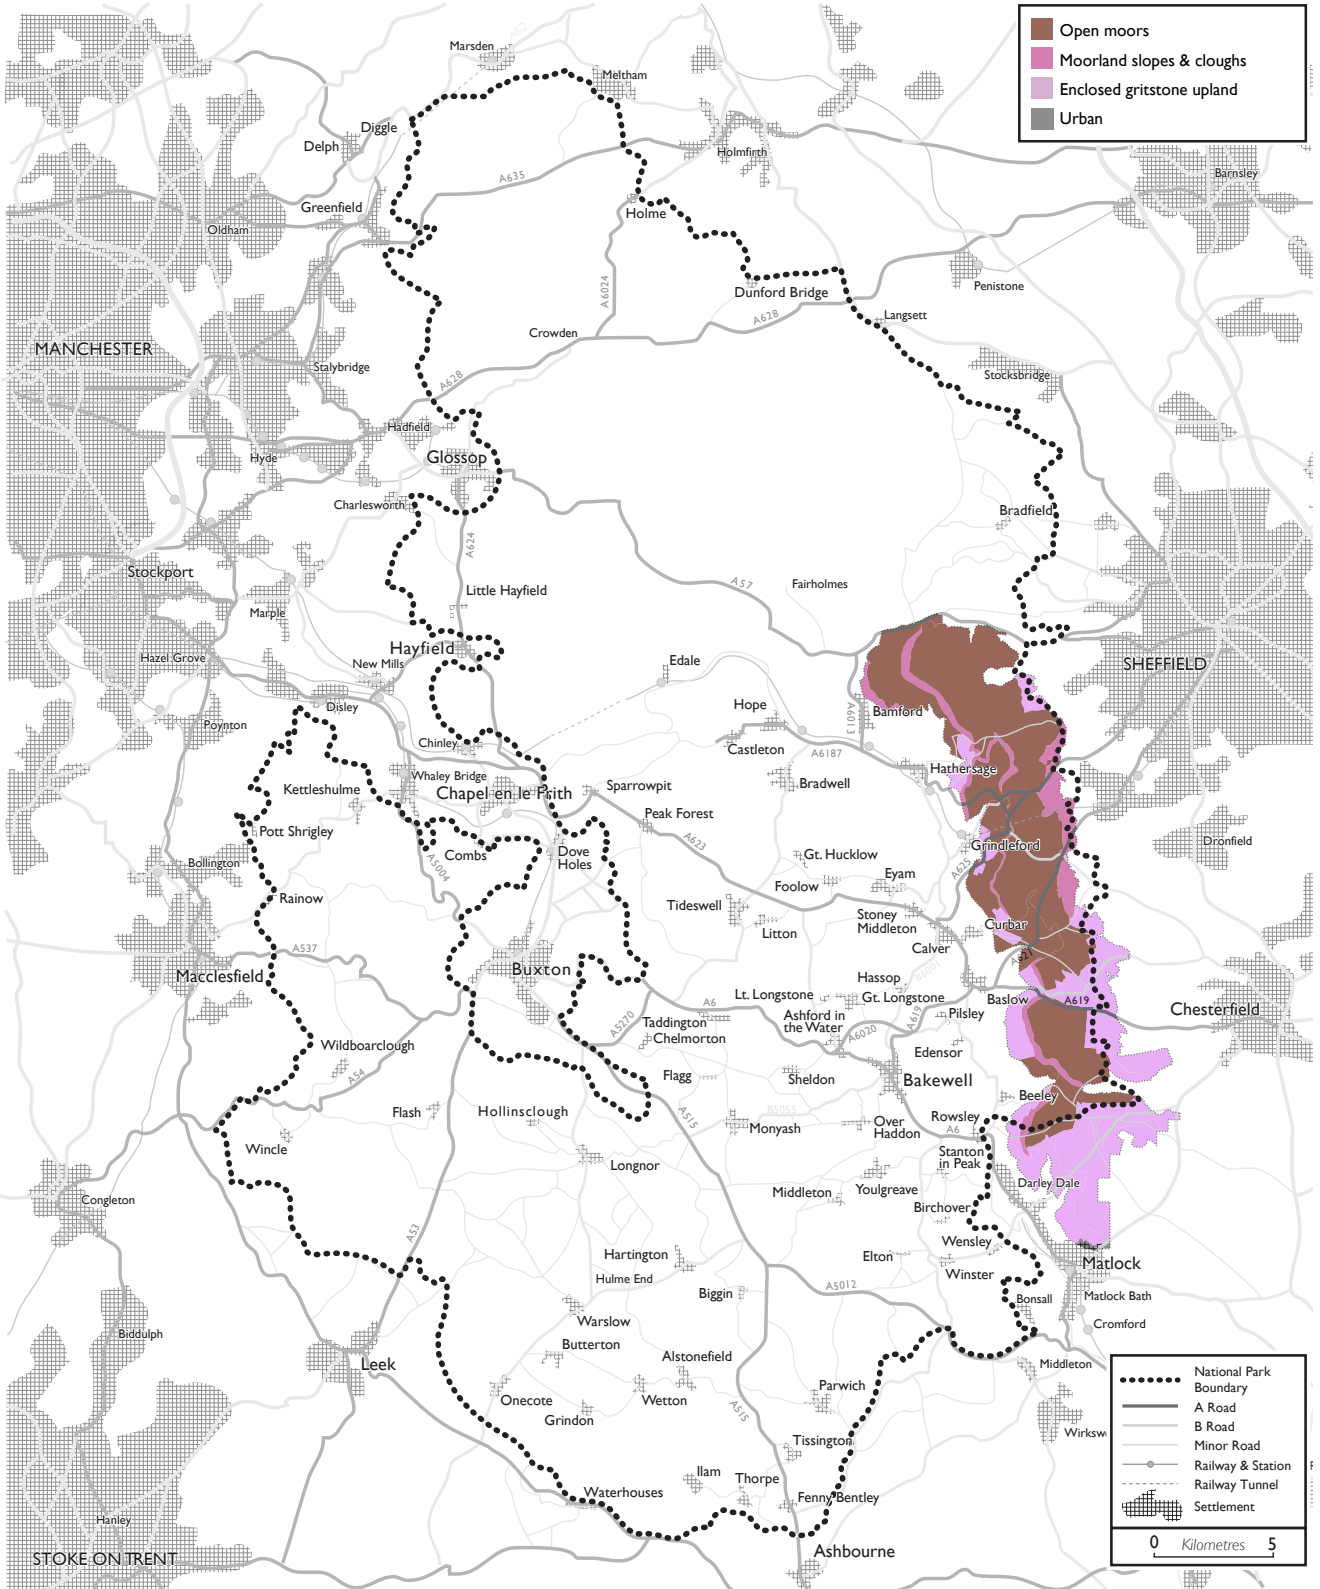 Open moors
Moorland slopes & cloughs
Enclosed gritstone upland
Urban
Marsden
A62
Meltham
Diggle
Delph
Holmfirth
Barnsley
A635
Greenfield
Holme
Oldham
A6024
Dunford Bridge
Penistone
A628
Langsett
Crowden
MANCHESTER
Stalybridge
A628
Stocksbridge
Hadfield
Glossop
Hyde
Charlesworth
Bradfield
A624
Stockport
A57
Fairholmes
Little Hayfield
Marple
Hayfield
Hazel Grove
New Mills
Edale
SHEFFIELD
Disley
Hope
Bamford
A6013
Poynton
Chinley
Castleton
A6187
Hathersage
Whaley Bridge
Kettleshulme
Chapel en le Frith
Sparrowpit
Bradwell
Peak Forest
Pott Shrigley
A623
Grindleford
Dronfield
Combs
Dove
Holes
Gt. Hucklow
Bollington
A5004
A625
Eyam
Foolow
Rainow
Tideswell
Stoney
Middleton
Litton
Curbar
Calver
A537
A621
Macclesfield
Buxton
Hassop
B6001
Lt. Longstone
Gt. Longstone
Baslow
A619
A6
Chesterfield
Ashford in
the Water
A619
Pilsley
A5270
Taddington
Chelmorton
A6020
Wildboarclough
Edensor
A54
Flagg
Sheldon
Bakewell
Beeley
Flash
Hollinsclough
A515
B5055
Monyash
Over
Haddon
Rowsley
A6
Wincle
Stanton
in Peak
Longnor
Darley Dale
Congleton
Middleton
Youlgreave
Birchover
A53
Wensley
Hartington
Elton
Matlock
Hulme End
Winster
A5012
Biggin
Bonsall
Matlock Bath
Warslow
Cromford
Biddulph
Butterton
Leek
Alstonefield
Middleton
Parwich
Onecote
Wetton
A515
Grindon
Wirksw
Tissington
Ilam
Thorpe
Waterhouses
Fenny Bentley
Hanley
STOKE ON TRENT
Ashbourne
National Park
Boundary
A Road
B Road
Minor Road
Railway & Station
Railway Tunnel
Settlement
0 Kilometres 5